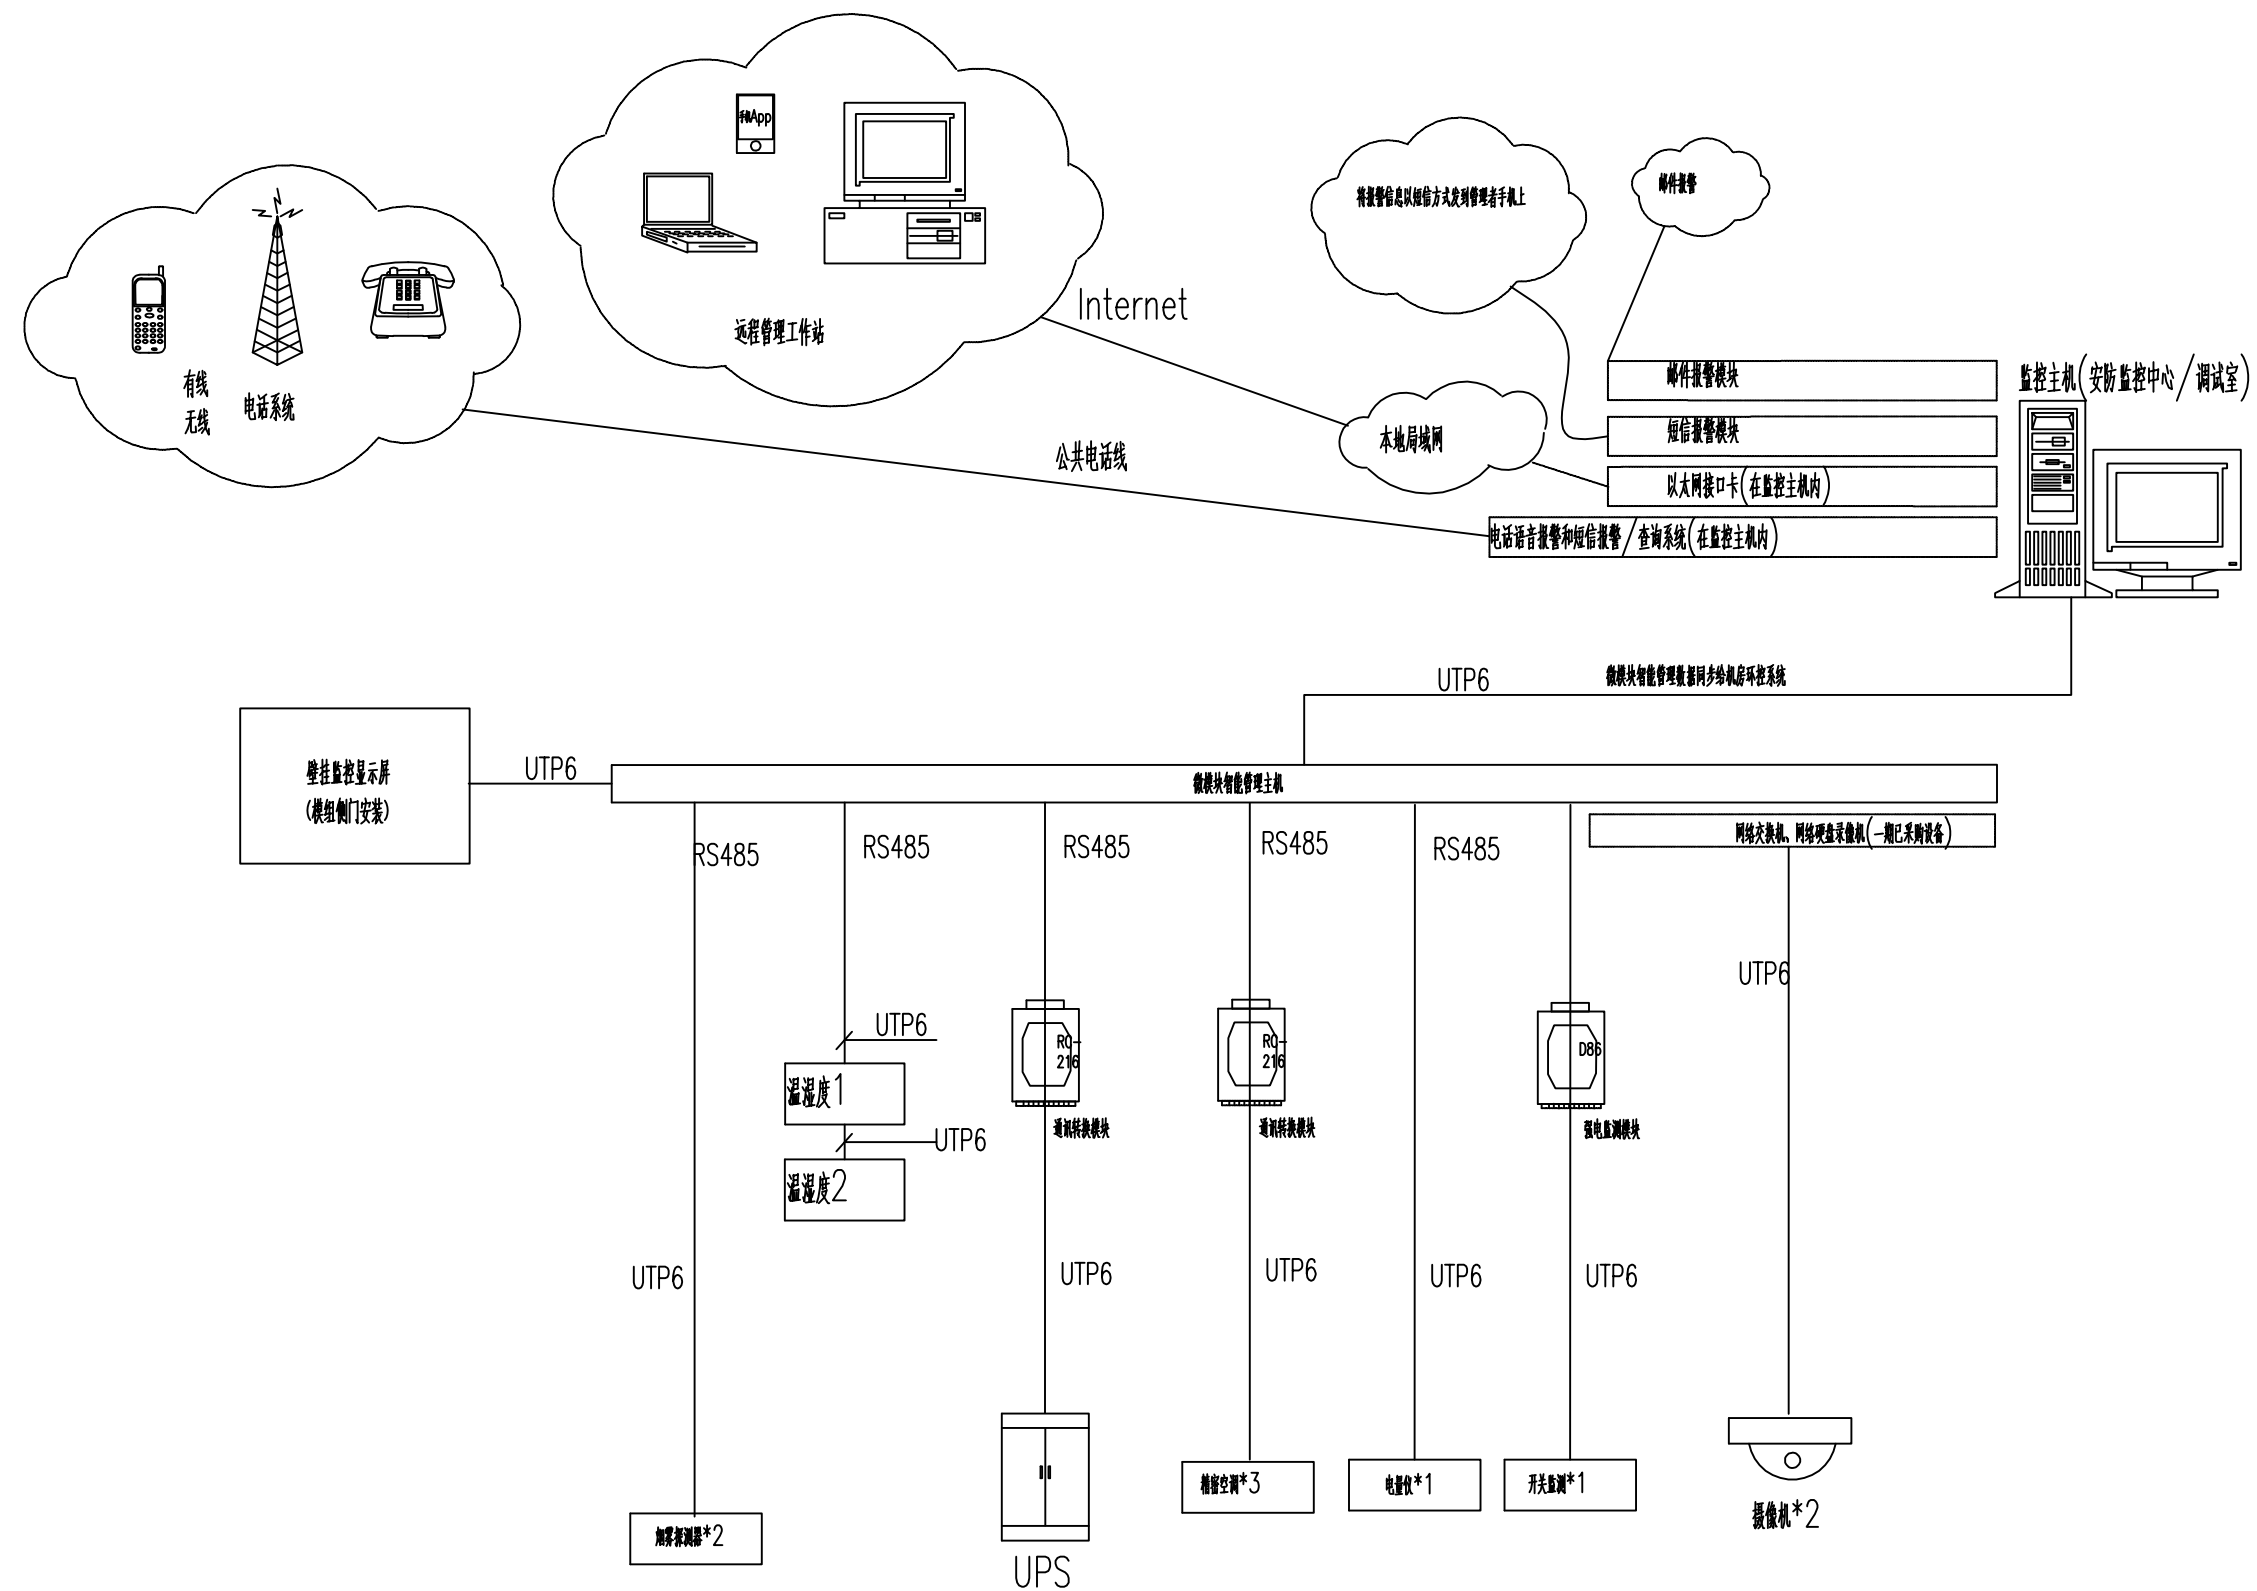 手机App
邮件报警
将报警信息以短信方式发到管理者手机上
Internet
远程管理工作站
有线
无线
电话系统
邮件报警模块
监控主机(安防监控中心/调试室)
短信报警模块
本地局域网
公共电话线
以太网接口卡(在监控主机内)
电话语音报警和短信报警/查询系统(在监控主机内)
UTP6
微模块智能管理数据同步给机房环控系统
壁挂监控显示屏
(模组侧门安装)
UTP6
微模块智能管理主机
网络交换机、网络硬盘录像机(一期已采购设备)
RS485
RS485
RS485
RS485
RS485
UTP6
UTP6
RQ-
216
RQ-
216
D86
温湿度1
通讯转换模块
通讯转换模块
强电监测模块
UTP6
温湿度2
UTP6
UTP6
UTP6
UTP6
UTP6
精密空调*3
电量仪*1
开关监测*1
摄像机*2
烟雾探测器*2
UPS